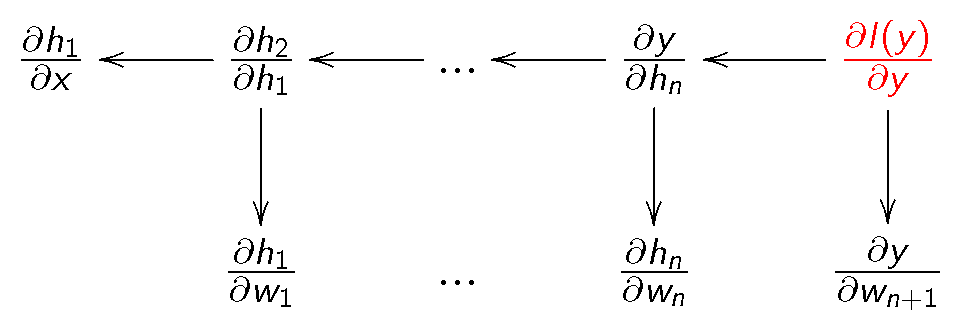 ∂h₁/∂x ← ∂h₂/∂h₁ ← ... ← ∂y/∂hₙ ← ∂l(y)/∂y
∂h₁/∂w₁ ... ∂hₙ/∂wₙ ∂y/∂wₙ₊₁